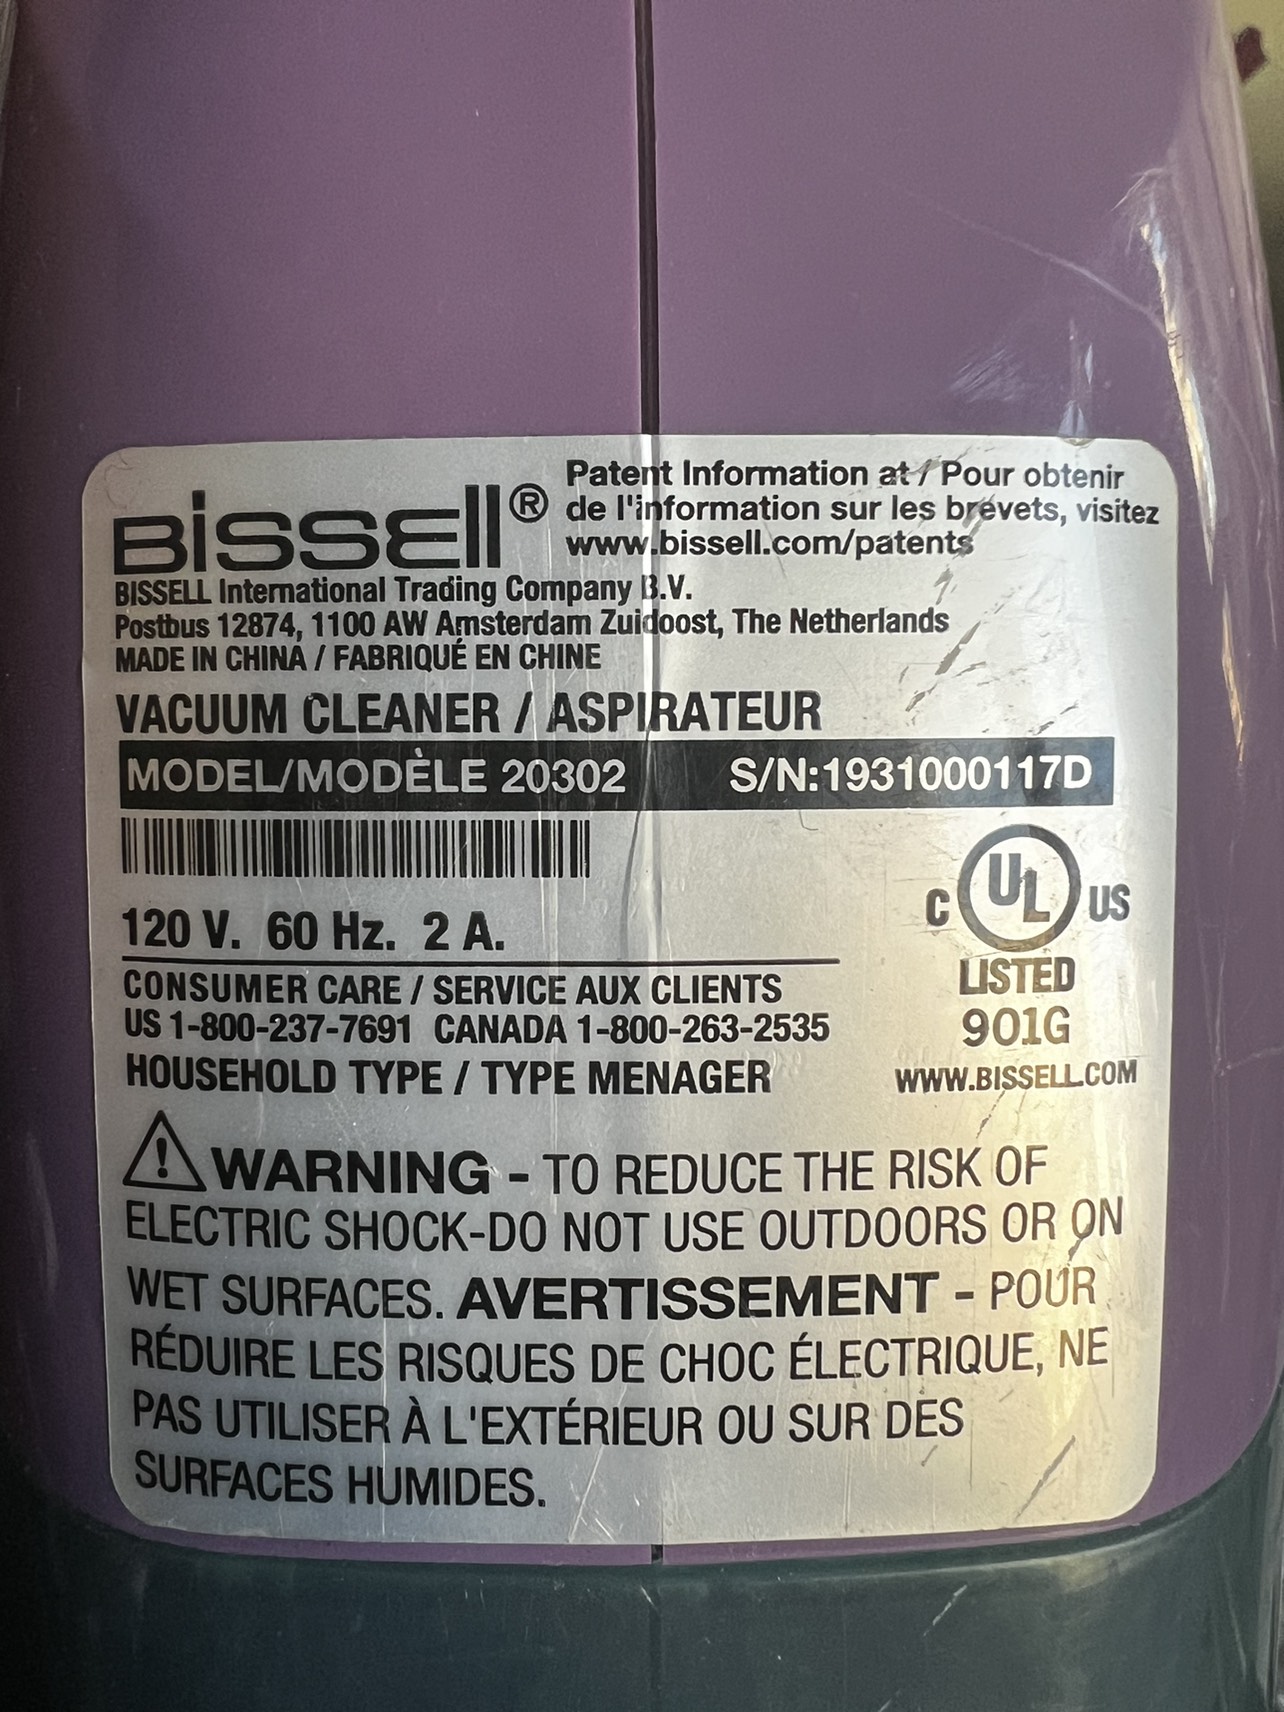 BISSELL®
Patent Information at / Pour obtenir
de l'information sur les brevets, visitez
www.bissell.com/patents
BISSELL International Trading Company B.V.
Postbus 12874, 1100 AW Amsterdam Zuidoost, The Netherlands
MADE IN CHINA / FABRIQUÉ EN CHINE
VACUUM CLEANER / ASPIRATEUR
MODEL/MODÈLE 20302 S/N:1931000117D
C UL US
LISTED
901G
120 V. 60 Hz. 2 A.
CONSUMER CARE / SERVICE AUX CLIENTS
US 1-800-237-7691 CANADA 1-800-263-2535
HOUSEHOLD TYPE / TYPE MENAGER
WWW.BISSELL.COM
WARNING - TO REDUCE THE RISK OF
ELECTRIC SHOCK-DO NOT USE OUTDOORS OR ON
WET SURFACES. AVERTISSEMENT - POUR
RÉDUIRE LES RISQUES DE CHOC ÉLECTRIQUE, NE
PAS UTILISER À L'EXTÉRIEUR OU SUR DES
SURFACES HUMIDES.